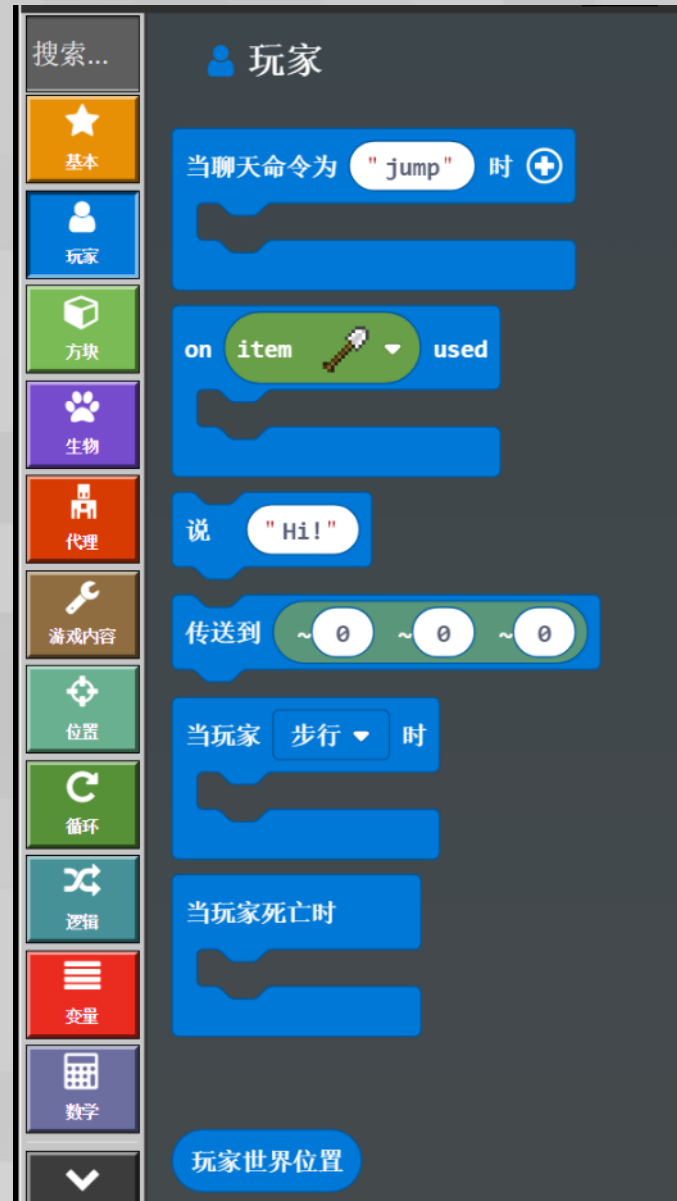 搜索...
基本
玩家
方块
生物
代理
游戏内容
位置
循环
逻辑
变量
数学
玩家
当聊天命令为 "jump" 时
on item used
说 "Hi!"
传送到 ~0 ~0 ~0
当玩家 步行 时
当玩家死亡时
玩家世界位置